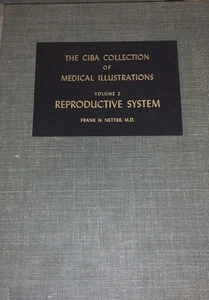 THE CIBA COLLECTION
OF
MEDICAL ILLUSTRATIONS
VOLUME 2
REPRODUCTIVE SYSTEM
FRANK H. NETTER, M.D.